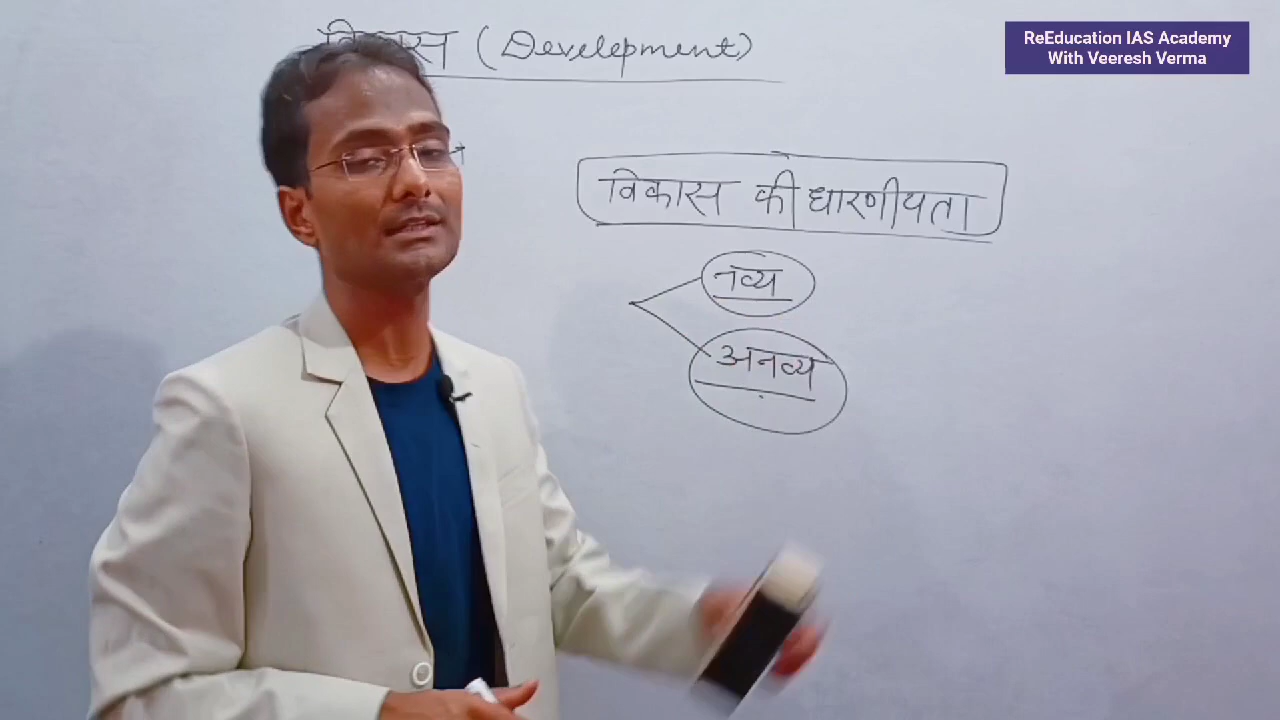 विकास (Development)
ReEducation IAS Academy
With Veeresh Verma
विकास की धारणीयता
नव्य
अनव्य